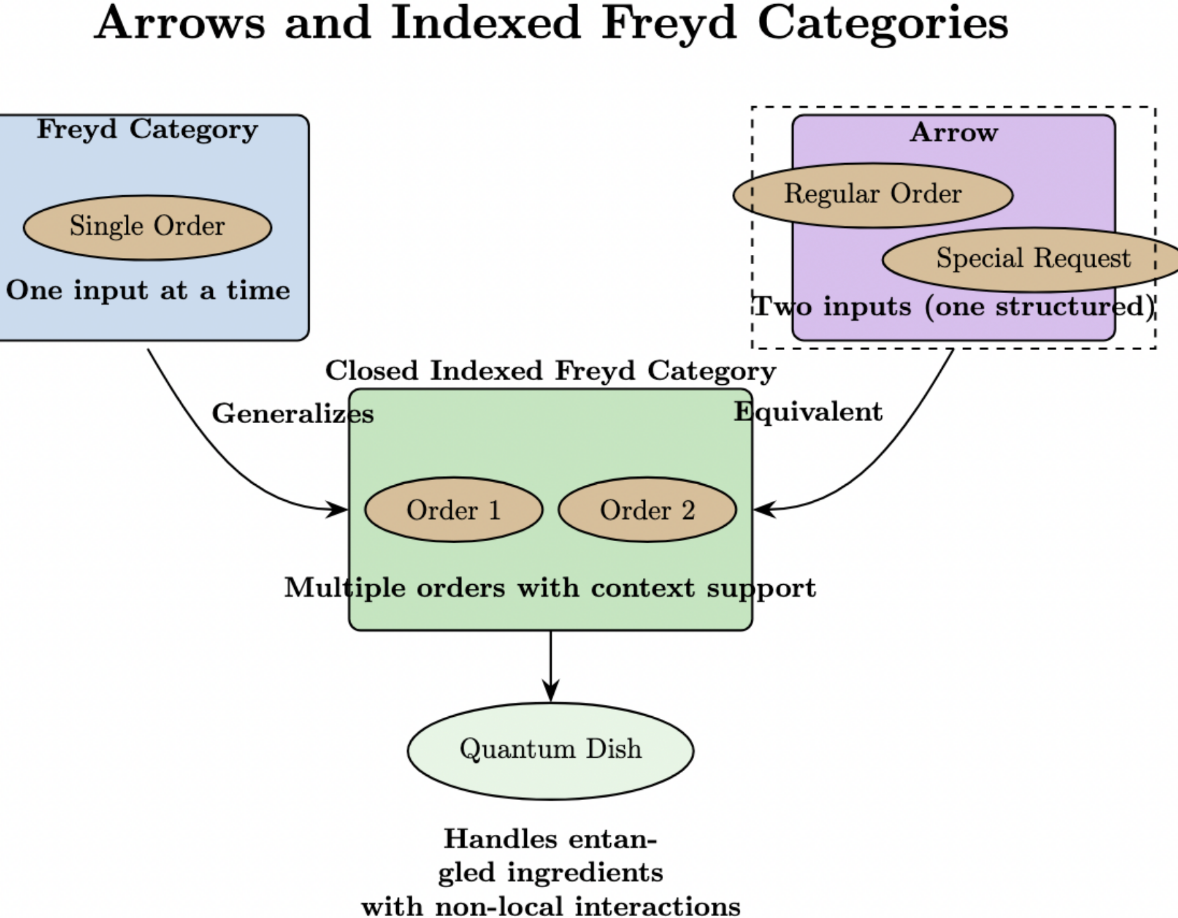 Arrows and Indexed Freyd Categories
Freyd Category
Single Order
One input at a time
Arrow
Regular Order
Special Request
Two inputs (one structured)
Generalizes
Equivalent
Closed Indexed Freyd Category
Order 1
Order 2
Multiple orders with context support
Quantum Dish
Handles entan-
gled ingredients
with non-local interactions